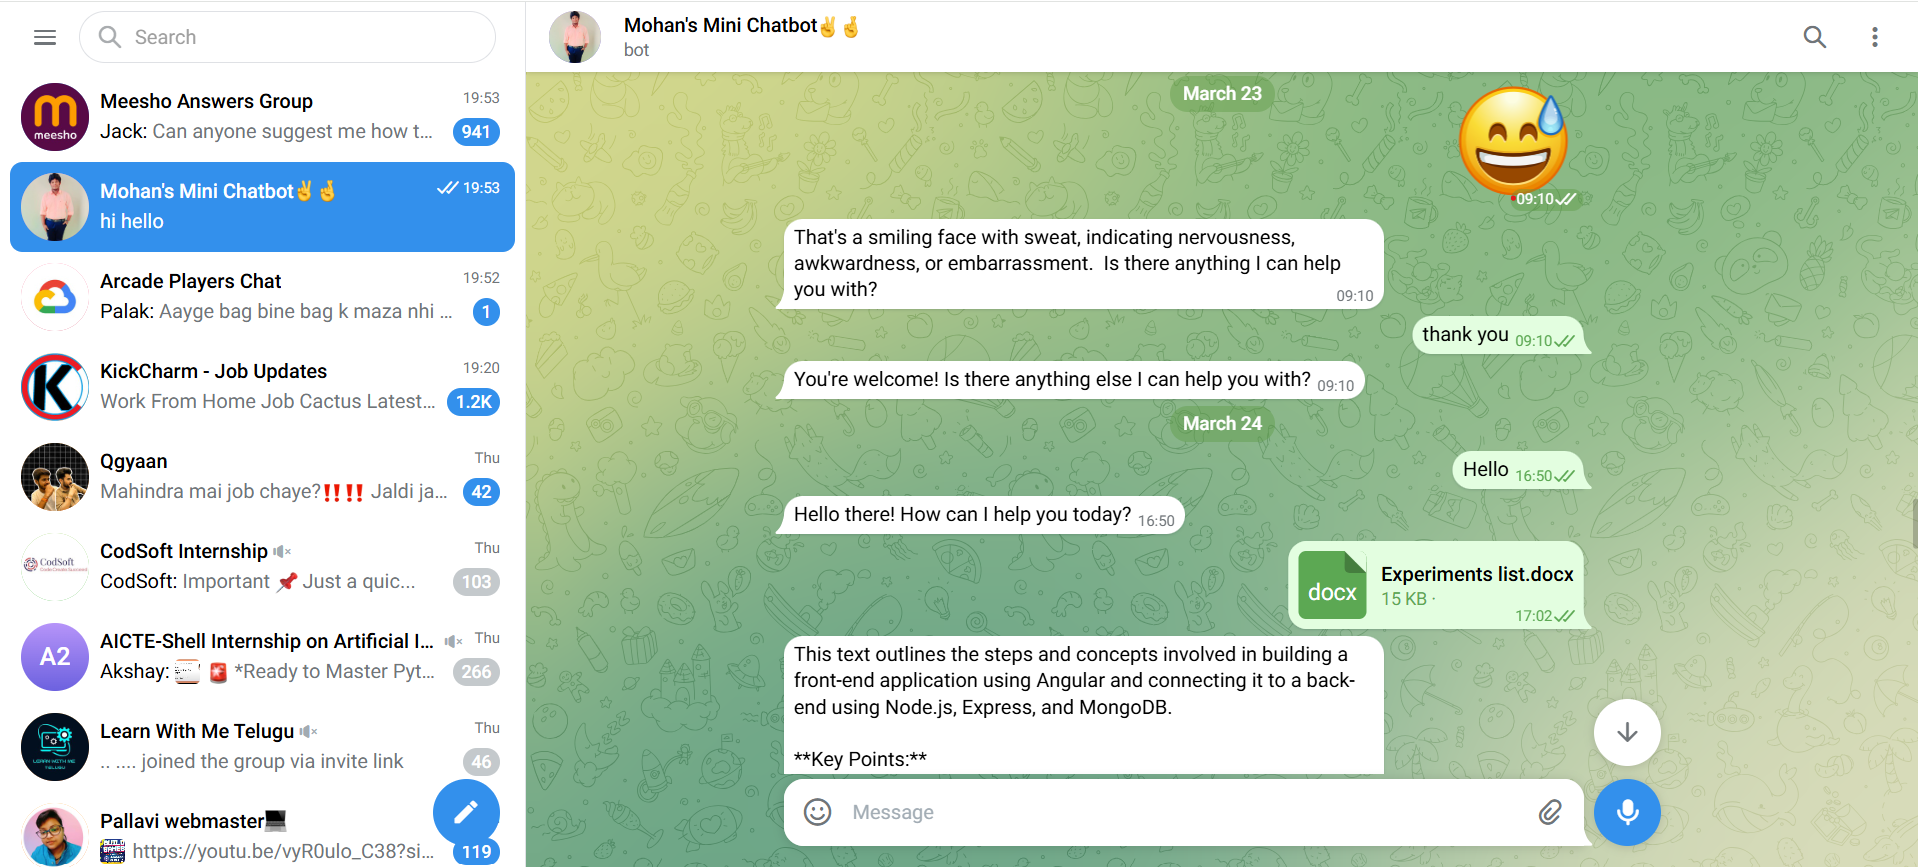 Search
Meesho Answers Group 19:53
Jack: Can anyone suggest me how t... 941
meesho
Mohan's Mini Chatbot✌️🤞 19:53
hi hello
Arcade Players Chat 19:52
Palak: Aayge bag bine bag k maza nhi ... 1
KickCharm - Job Updates 19:20
Work From Home Job Cactus Latest... 1.2K
K
Qgyaan Thu
Mahindra mai job chaye?‼️‼️ Jaldi ja... 42
CodSoft Internship Thu
CodSoft: Important 📌 Just a quic... 103
CodSoft
A2
AICTE-Shell Internship on Artificial I... Thu
Akshay: 🚨 *Ready to Master Pyt... 266
Learn With Me Telugu Thu
.. .... joined the group via invite link 46
LEARN WITH ME
TELUGU
Pallavi webmaster💻
https://youtu.be/vyR0ulo_C38?si... 119
Mohan's Mini Chatbot✌️🤞
bot
March 23
😅
09:10
That's a smiling face with sweat, indicating nervousness,
awkwardness, or embarrassment.  Is there anything I can help
you with? 09:10
thank you 09:10
You're welcome! Is there anything else I can help you with? 09:10
March 24
Hello 16:50
Hello there! How can I help you today? 16:50
docx
Experiments list.docx
15 KB ·
17:02
This text outlines the steps and concepts involved in building a
front-end application using Angular and connecting it to a back-
end using Node.js, Express, and MongoDB.
**Key Points:**
Message